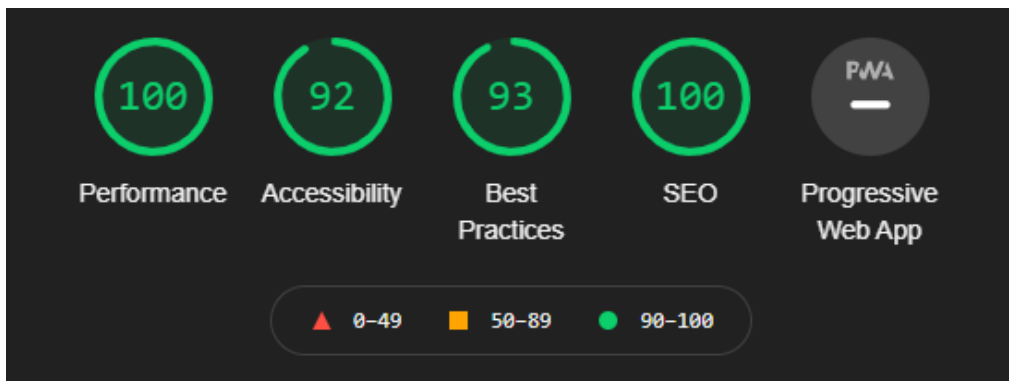 100
92
93
100
PWA
Performance
Accessibility
Best
Practices
SEO
Progressive
Web App
0–49
50–89
90–100